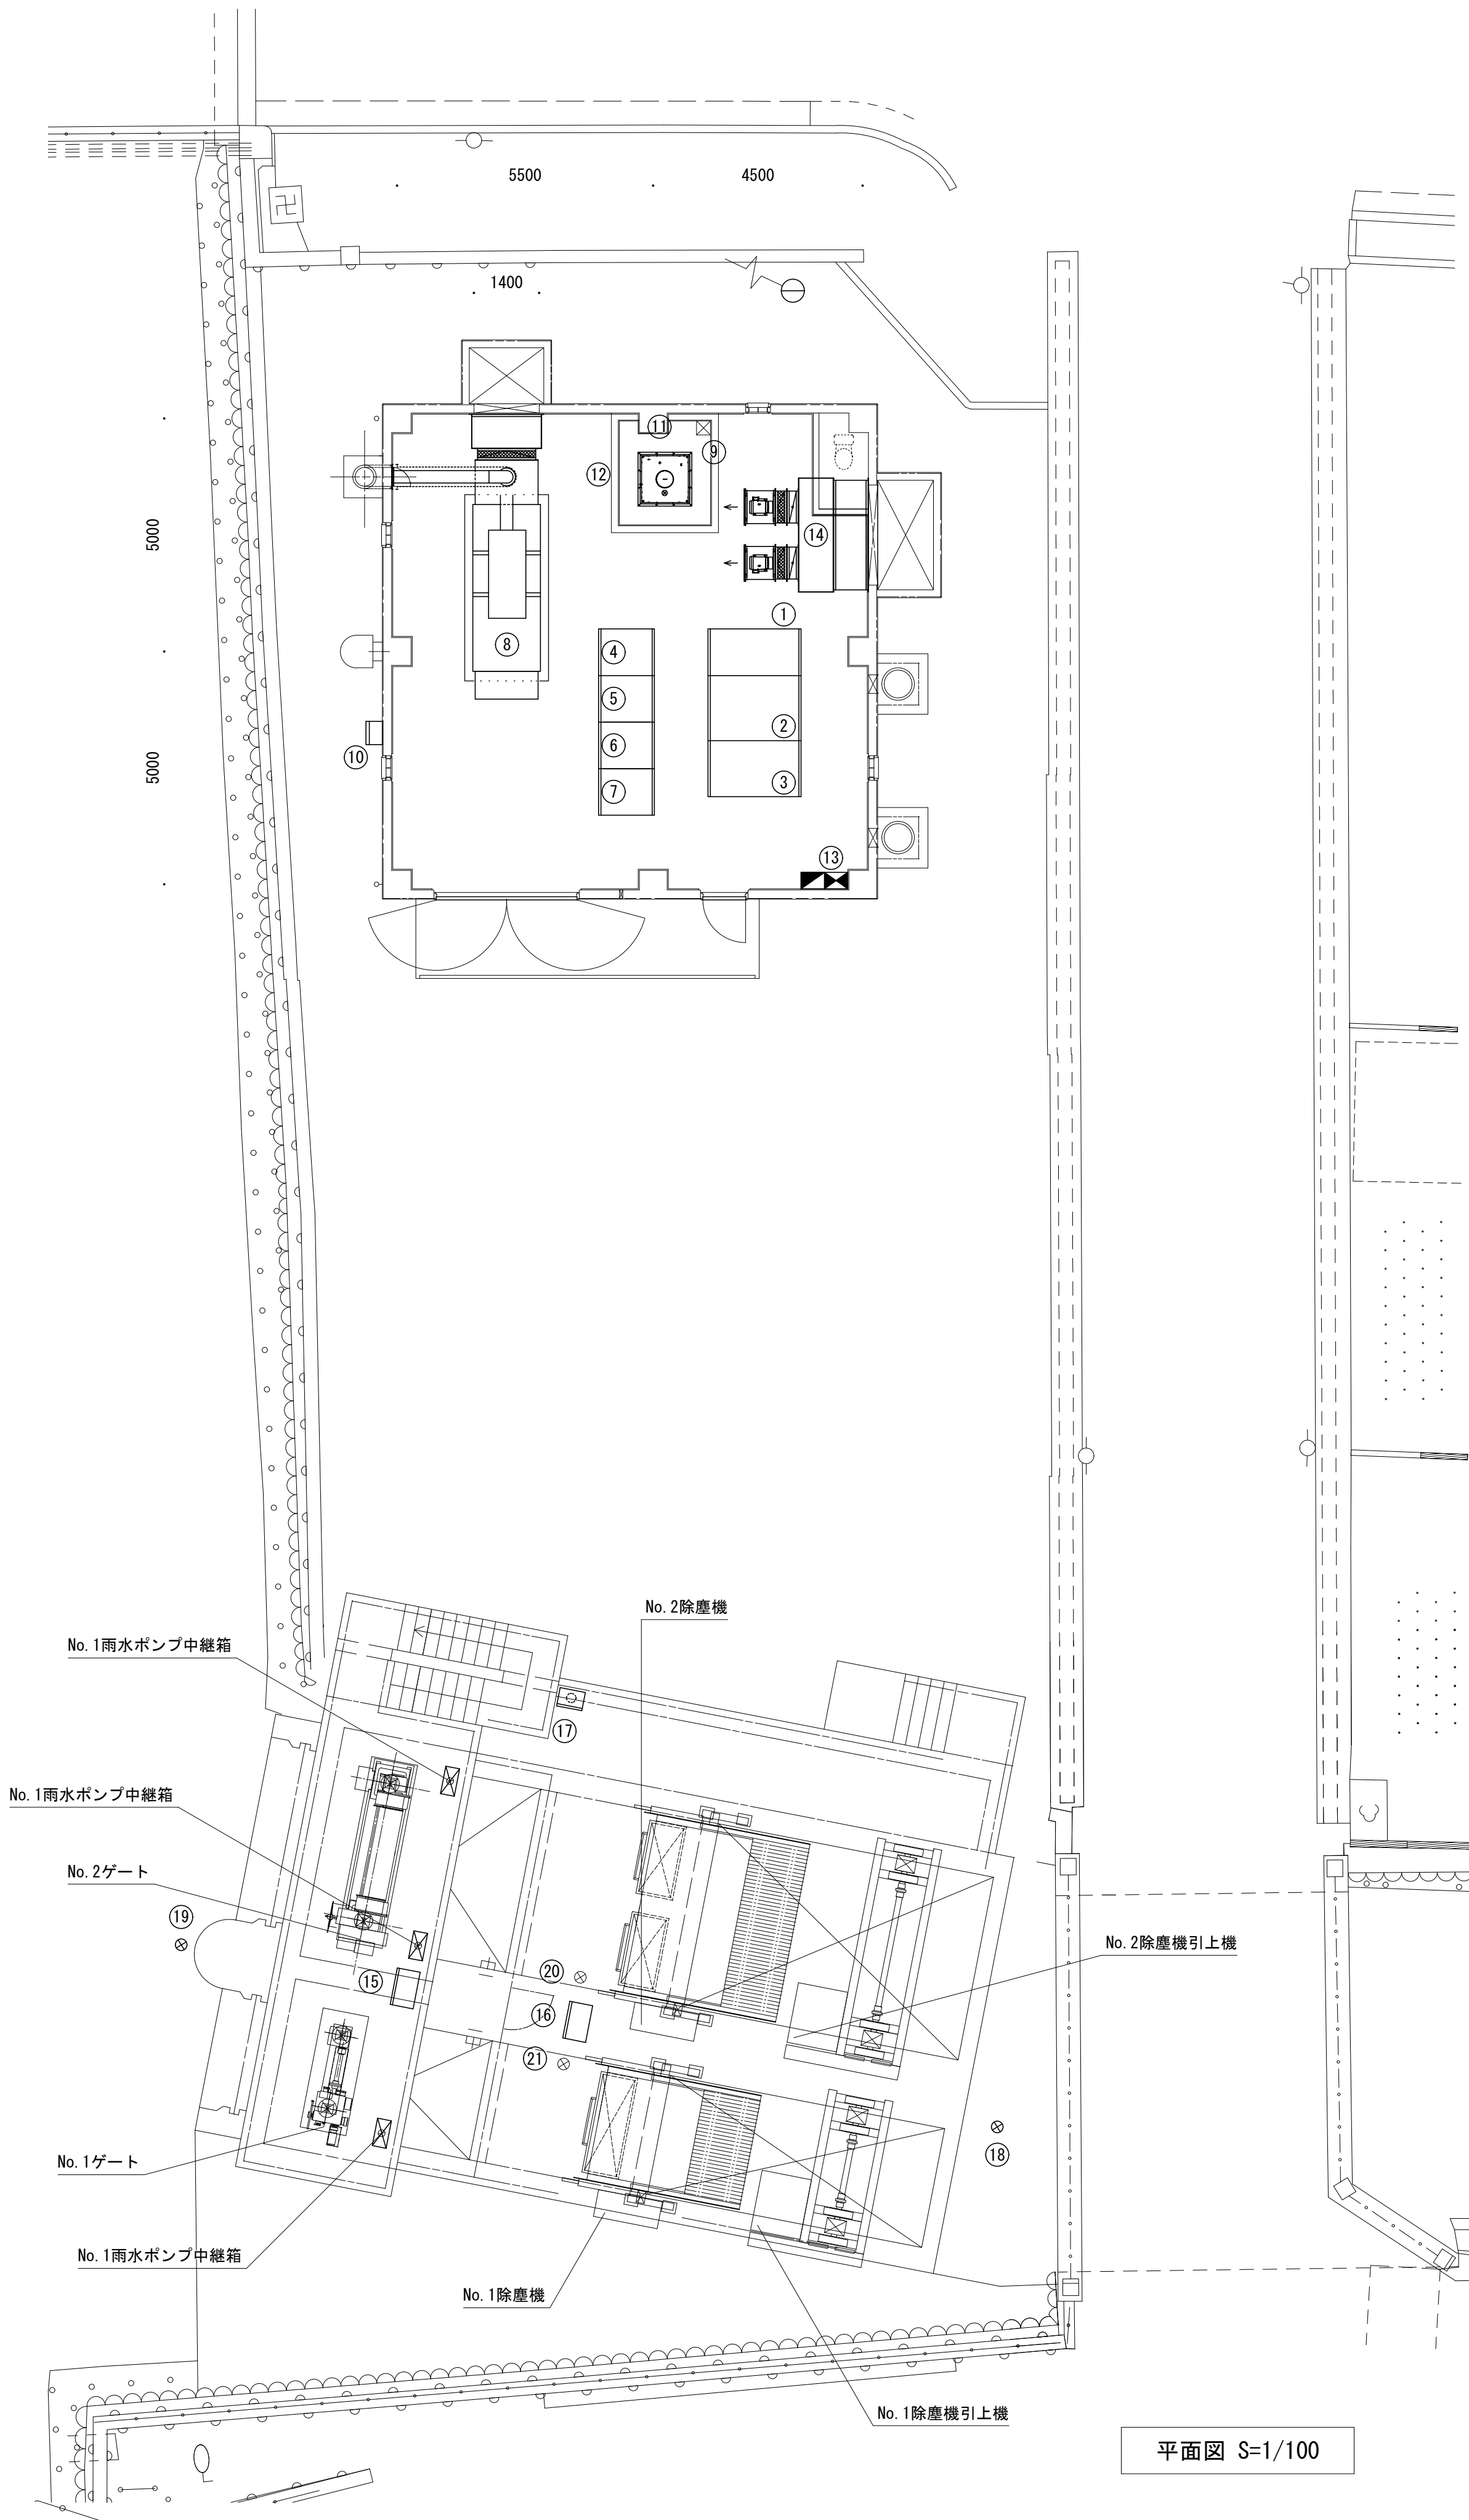 5500
4500
1400
⑪
⑨
⑫
⑭
5000
①
⑧
④
⑤
②
⑥
⑩
5000
③
⑦
⑬
No.2除塵機
No.1雨水ポンプ中継箱
⑰
No.1雨水ポンプ中継箱
No.2ゲート
⑲
No.2除塵機引上機
⑮
⑳
⑯
㉑
⑱
No.1ゲート
No.1雨水ポンプ中継箱
No.1除塵機
No.1除塵機引上機
平面図 S=1/100